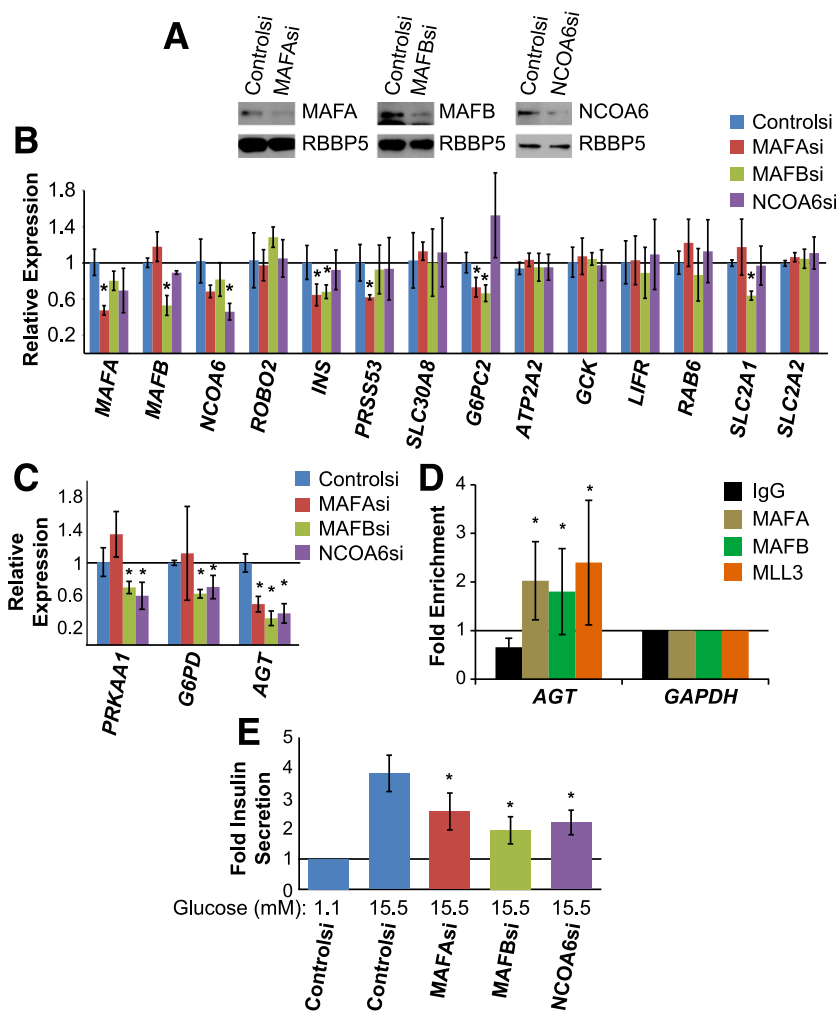 A
Controlsi
MAFAsi
Controlsi
MAFBsi
Controlsi
NCOA6si
MAFA
MAFB
NCOA6
RBBP5
RBBP5
RBBP5
B
Controlsi
MAFAsi
MAFBsi
NCOA6si
Relative Expression
1.8
1.4
1
0.6
0.2
* * * * * * * * * *
MAFA
MAFB
NCOA6
ROBO2
INS
PRSS53
SLC30A8
G6PC2
ATP2A2
GCK
LIFR
RAB6
SLC2A1
SLC2A2
C
Controlsi
MAFAsi
MAFBsi
NCOA6si
Relative
Expression
1.8
1.4
1
0.6
0.2
* * * * * * *
PRKAA1
G6PD
AGT
D
IgG
MAFA
MAFB
MLL3
Fold Enrichment
4
3
2
1
0
* * *
AGT
GAPDH
E
Fold Insulin
Secretion
5
4
3
2
1
0
* * *
Glucose (mM): 1.1 15.5 15.5 15.5 15.5
Controlsi
Controlsi
MAFAsi
MAFBsi
NCOA6si